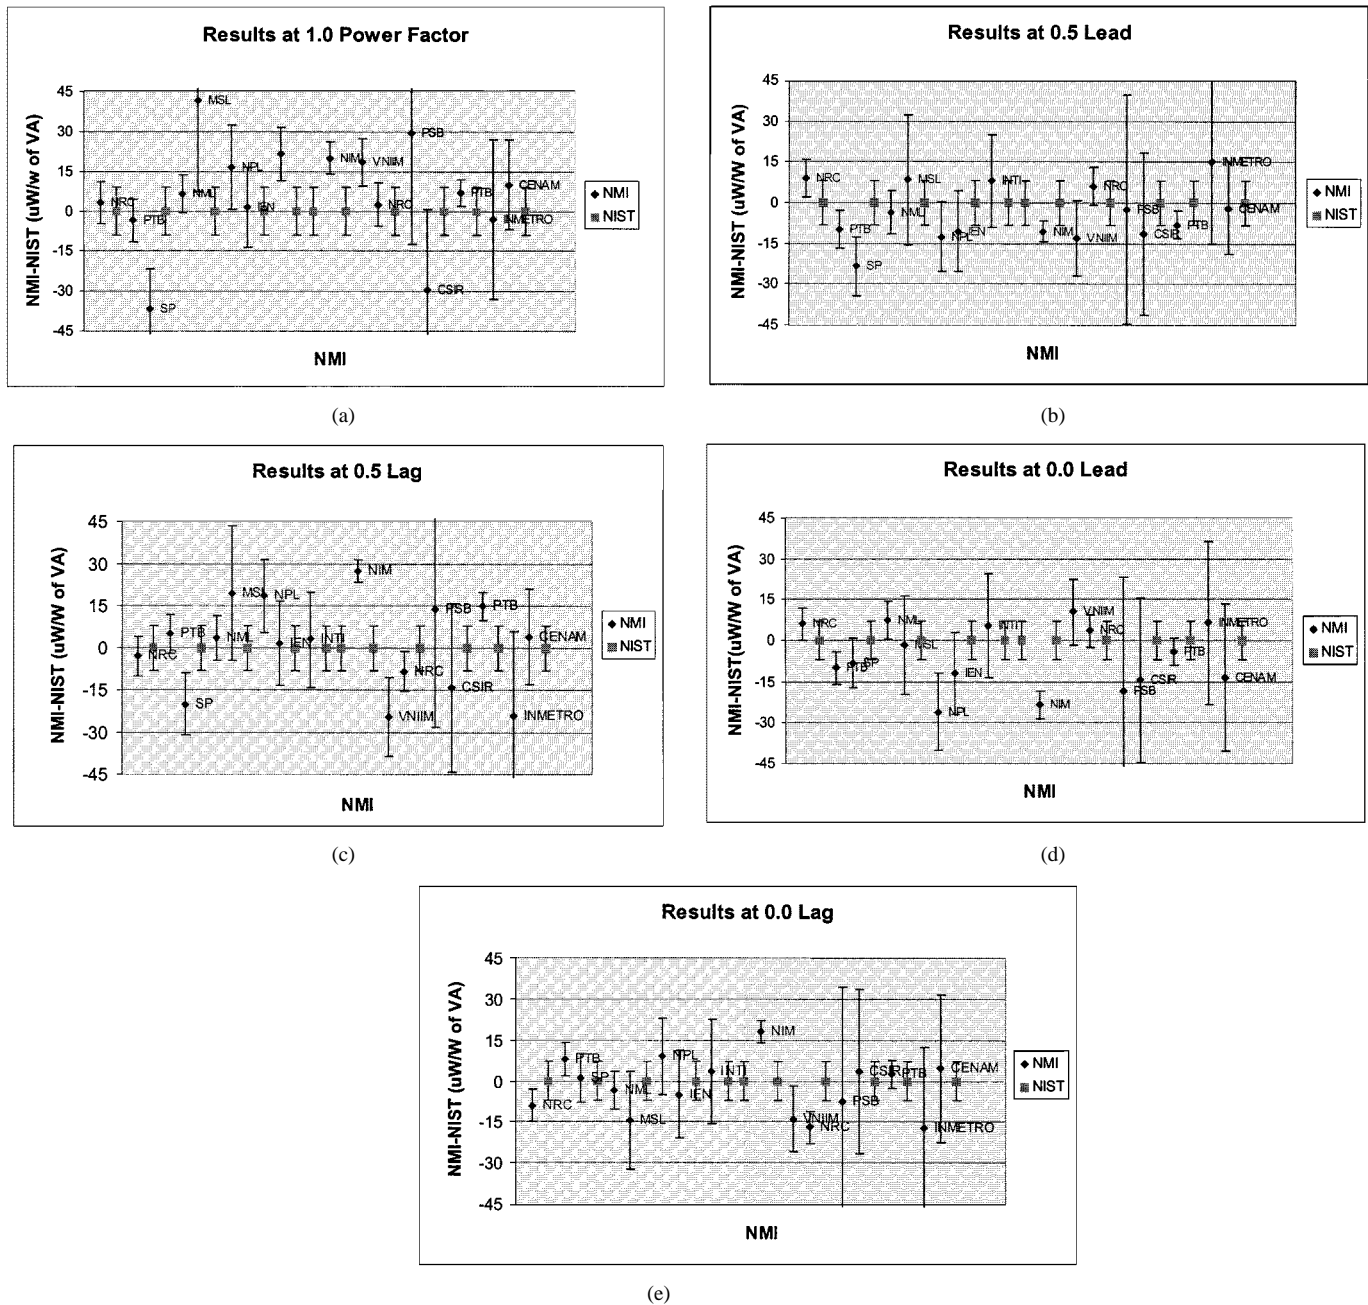 Results at 1.0 Power Factor
NMI-NIST (uW/w of VA)
45
30
15
0
-15
-30
-45
NRC
PTB
SP
NML
MSL
NPL
IEN
NIM
VNIIM
NRC
PSB
CSIR
PTB
INMETRO
CENAM
NMI
NMI
NIST
(a)
Results at 0.5 Lead
NMI-NIST (uW/W of VA)
45
30
15
0
-15
-30
-45
NRC
PTB
SP
NML
MSL
NPL
IEN
INTI
NIM
VNIIM
NRC
PSB
CSIR
PTB
INMETRO
CENAM
NMI
NMI
NIST
(b)
Results at 0.5 Lag
NMI-NIST (uW/W of VA)
45
30
15
0
-15
-30
-45
NRC
PTB
SP
NML
MSL
NPL
IEN
INTI
NIM
VNIIM
NRC
PSB
CSIR
PTB
INMETRO
CENAM
NMI
NMI
NIST
(c)
Results at 0.0 Lead
NMI-NIST(uW/W of VA)
45
30
15
0
-15
-30
-45
NRC
PTB
SP
NML
MSL
NPL
IEN
INTI
NIM
VNIIM
NRC
PSB
CSIR
PTB
INMETRO
CENAM
NMI
NMI
NIST
(d)
Results at 0.0 Lag
NMI-NIST (uW/W of VA)
45
30
15
0
-15
-30
-45
NRC
PTB
SP
NML
MSL
NPL
IEN
INTI
NIM
VNIIM
NRC
PSB
CSIR
PTB
INMETRO
CENAM
NMI
NMI
NIST
(e)